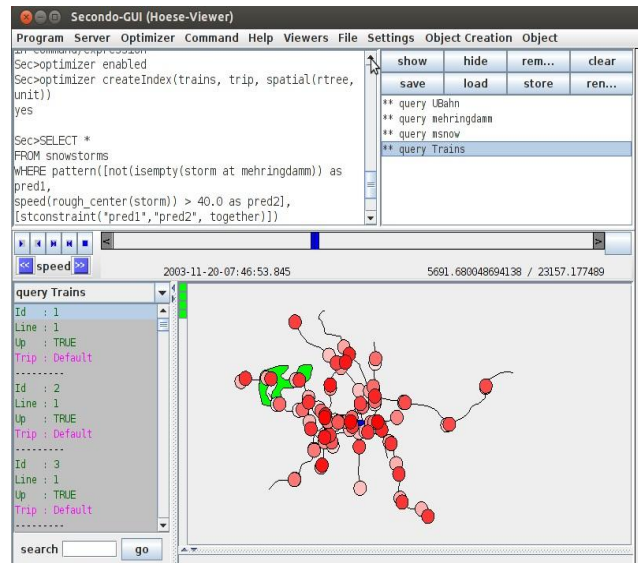 Secondo-GUI (Hoese-Viewer)
Program Server Optimizer Command Help Viewers File Settings Object Creation Object
in command/expression
Sec>optimizer enabled
Sec>optimizer createIndex(trains, trip, spatial(rtree,
unit))
yes
Sec>SELECT *
FROM snowstorms
WHERE pattern([not(isempty(storm at mehringdamm)) as
pred1,
speed(rough_center(storm)) > 40.0 as pred2],
[stconstraint("pred1","pred2", together)])
show hide rem... clear
save load store ren...
** query UBahn
** query mehringdamm
** query msnow
** query Trains
<< speed >>
2003-11-20-07:46:53.845
5691.680048694138 / 23157.177489
query Trains
Id : 1
Line : 1
Up : TRUE
Trip : Default
---------
Id : 2
Line : 1
Up : TRUE
Trip : Default
---------
Id : 3
Line : 1
Up : TRUE
Trip : Default
---------
search
go